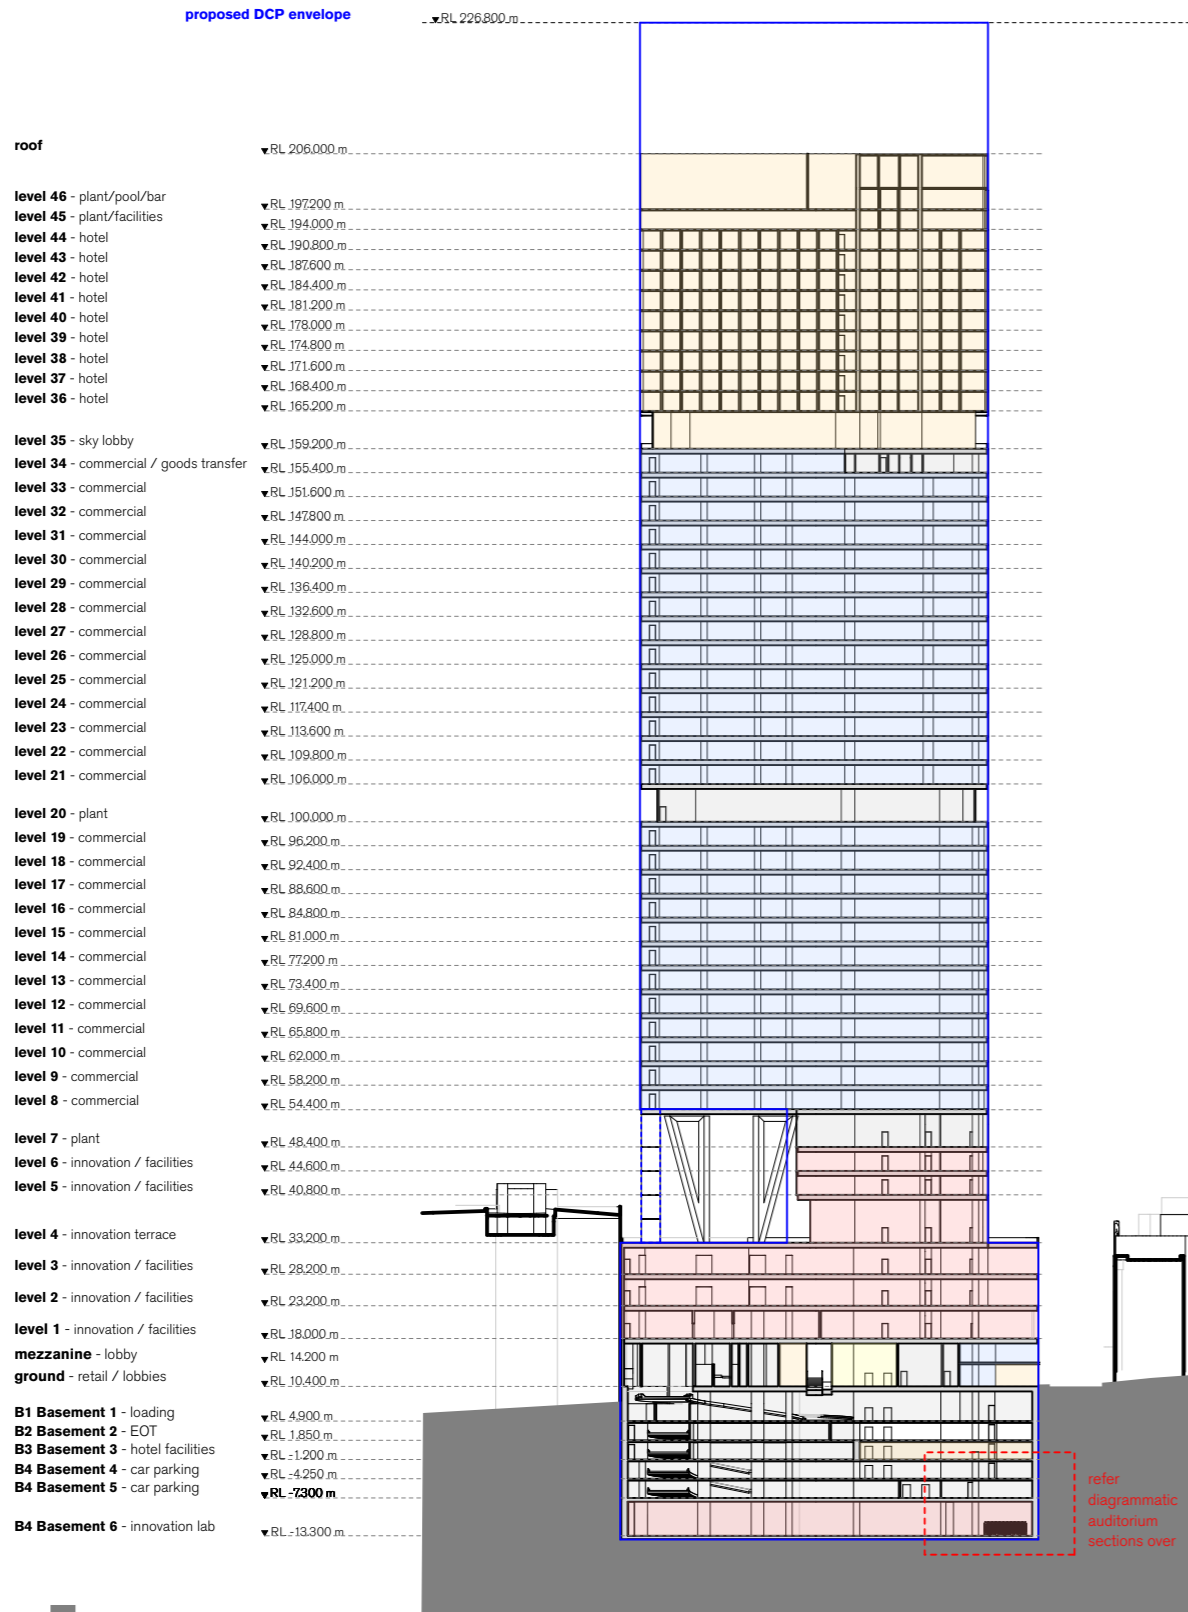 proposed DCP envelope
RL 226.800 m
roof RL 206.000 m
level 46 - plant/pool/bar RL 197.200 m
level 45 - plant/facilities RL 194.000 m
level 44 - hotel RL 190.800 m
level 43 - hotel RL 187.600 m
level 42 - hotel RL 184.400 m
level 41 - hotel RL 181.200 m
level 40 - hotel RL 178.000 m
level 39 - hotel RL 174.800 m
level 38 - hotel RL 171.600 m
level 37 - hotel RL 168.400 m
level 36 - hotel RL 165.200 m
level 35 - sky lobby RL 159.200 m
level 34 - commercial / goods transfer RL 155.400 m
level 33 - commercial RL 151.600 m
level 32 - commercial RL 147.800 m
level 31 - commercial RL 144.000 m
level 30 - commercial RL 140.200 m
level 29 - commercial RL 136.400 m
level 28 - commercial RL 132.600 m
level 27 - commercial RL 128.800 m
level 26 - commercial RL 125.000 m
level 25 - commercial RL 121.200 m
level 24 - commercial RL 117.400 m
level 23 - commercial RL 113.600 m
level 22 - commercial RL 109.800 m
level 21 - commercial RL 106.000 m
level 20 - plant RL 100.000 m
level 19 - commercial RL 96.200 m
level 18 - commercial RL 92.400 m
level 17 - commercial RL 88.600 m
level 16 - commercial RL 84.800 m
level 15 - commercial RL 81.000 m
level 14 - commercial RL 77.200 m
level 13 - commercial RL 73.400 m
level 12 - commercial RL 69.600 m
level 11 - commercial RL 65.800 m
level 10 - commercial RL 62.000 m
level 9 - commercial RL 58.200 m
level 8 - commercial RL 54.400 m
level 7 - plant RL 48.400 m
level 6 - innovation / facilities RL 44.600 m
level 5 - innovation / facilities RL 40.800 m
level 4 - innovation terrace RL 33.200 m
level 3 - innovation / facilities RL 28.200 m
level 2 - innovation / facilities RL 23.200 m
level 1 - innovation / facilities RL 18.000 m
mezzanine - lobby RL 14.200 m
ground - retail / lobbies RL 10.400 m
B1 Basement 1 - loading RL 4.900 m
B2 Basement 2 - EOT RL 1.850 m
B3 Basement 3 - hotel facilities RL -1.200 m
B4 Basement 4 - car parking RL -4.250 m
B4 Basement 5 - car parking RL -7.300 m
B4 Basement 6 - innovation lab RL -13.300 m
refer
diagrammatic
auditorium
sections over